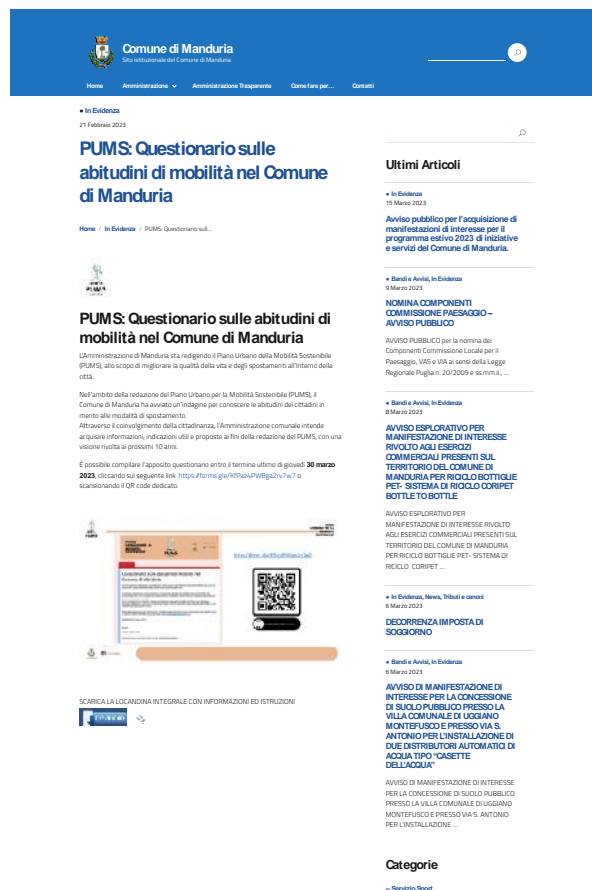 Comune di Manduria
Sito istituzionale del Comune di Manduria
Home
Amministrazione
Amministrazione Trasparente
Come fare per…
Contatti
● In Evidenza
21 Febbraio 2023
PUMS: Questionario sulle
abitudini di mobilità nel Comune
di Manduria
Home / In Evidenza / PUMS: Questionario sull...
PUMS: Questionario sulle abitudini di
mobilità nel Comune di Manduria
L'Amministrazione di Manduria sta redigendo il Piano Urbano della Mobilità Sostenibile
(PUMS), allo scopo di migliorare la qualità della vita e degli spostamenti all'interno della
città.
Nell'ambito della redazione del Piano Urbano per la Mobilità Sostenibile (PUMS), il
Comune di Manduria ha avviato un'indagine per conoscere le abitudini dei cittadini in
merito alle modalità di spostamento.
Attraverso il coinvolgimento della cittadinanza, l'Amministrazione comunale intende
acquisire informazioni, indicazioni utili e proposte ai fini della redazione del PUMS, con una
visione rivolta ai prossimi 10 anni.
È possibile compilare l'apposito questionario entro il termine ultimo di giovedì 30 marzo
2023, cliccando sul seguente link https://forms.gle/KfPaz4PWBga2rv7w7 o
scansionando il QR code dedicato.
SCARICA LA LOCANDINA INTEGRALE CON INFORMAZIONI ED ISTRUZIONI
Ultimi Articoli
● In Evidenza
15 Marzo 2023
Avviso pubblico per l'acquisizione di
manifestazioni di interesse per il
programma estivo 2023 di iniziative
e servizi del Comune di Manduria.
● Bandi e Avvisi, In Evidenza
9 Marzo 2023
NOMINA COMPONENTI
COMMISSIONE PAESAGGIO –
AVVISO PUBBLICO
AVVISO PUBBLICO per la nomina dei
Componenti Commissione Locale per il
Paesaggio, VAS e VIA ai sensi della Legge
Regionale Puglia n. 20/2009 e ss.mm.ii., ...
● Bandi e Avvisi, In Evidenza
8 Marzo 2023
AVVISO ESPLORATIVO PER
MANIFESTAZIONE DI INTERESSE
RIVOLTO AGLI ESERCIZI
COMMERCIALI PRESENTI SUL
TERRITORIO DEL COMUNE DI
MANDURIA PER RICICLO BOTTIGLIE
PET- SISTEMA DI RICICLO CORIPET
BOTTLE TO BOTTLE
AVVISO ESPLORATIVO PER
MANIFESTAZIONE DI INTERESSE RIVOLTO
AGLI ESERCIZI COMMERCIALI PRESENTI SUL
TERRITORIO DEL COMUNE DI MANDURIA
PER RICICLO BOTTIGLIE PET- SISTEMA DI
RICICLO CORIPET ...
● In Evidenza, News, Tributi e canoni
6 Marzo 2023
DECORRENZA IMPOSTA DI
SOGGIORNO
● Bandi e Avvisi, In Evidenza
6 Marzo 2023
AVVISO DI MANIFESTAZIONE DI
INTERESSE PER LA CONCESSIONE
DI SUOLO PUBBLICO PRESSO LA
VILLA COMUNALE DI UGGIANO
MONTEFUSCO E PRESSO VIA S.
ANTONIO PER L'INSTALLAZIONE DI
DUE DISTRIBUTORI AUTOMATICI DI
ACQUA TIPO “CASETTE
DELL'ACQUA”
AVVISO DI MANIFESTAZIONE DI INTERESSE
PER LA CONCESSIONE DI SUOLO PUBBLICO
PRESSO LA VILLA COMUNALE DI UGGIANO
MONTEFUSCO E PRESSO VIA S. ANTONIO
PER L'INSTALLAZIONE ...
Categorie
– Servizio Sport